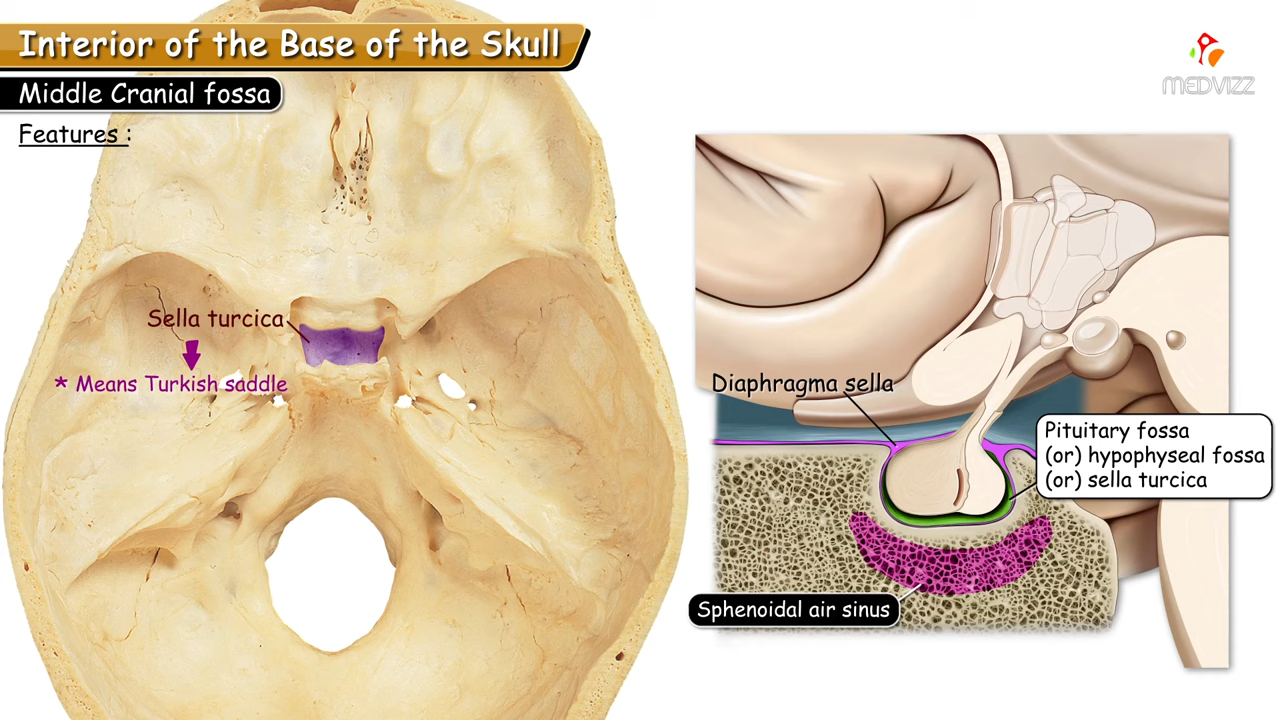 Interior of the Base of the Skull
Middle Cranial fossa
Features :
MEDVIZZ
Sella turcica
* Means Turkish saddle
Diaphragma sella
Pituitary fossa
(or) hypophyseal fossa
(or) sella turcica
Sphenoidal air sinus